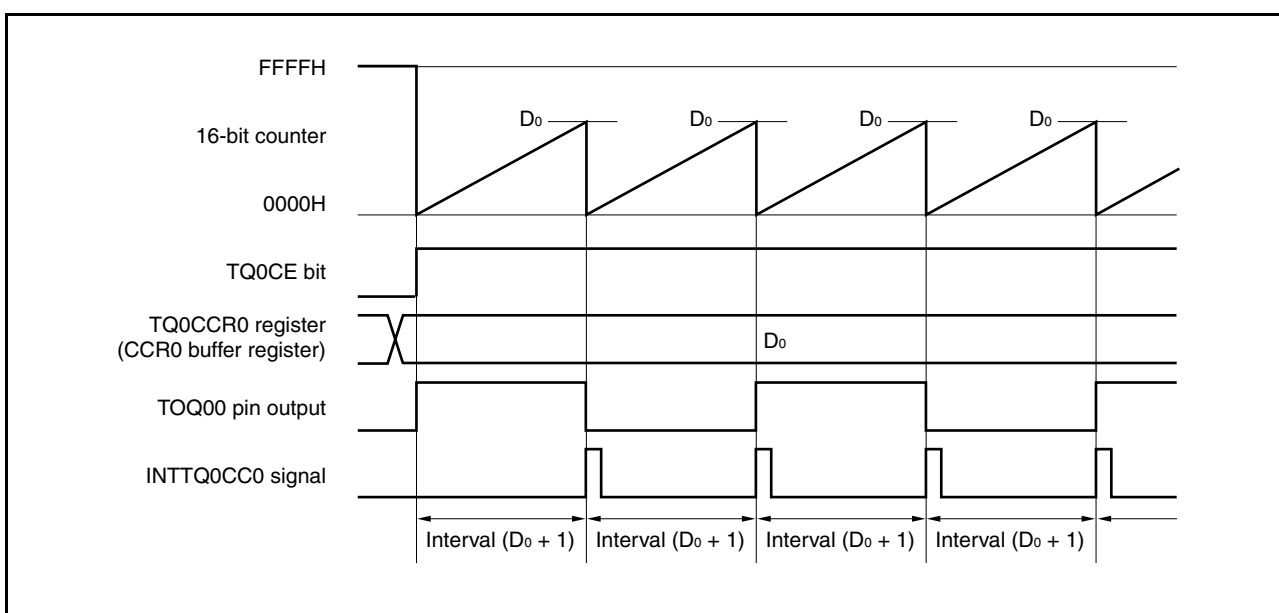 FFFFH
D0 D0 D0 D0
16-bit counter
0000H
TQ0CE bit
TQ0CCR0 register
(CCR0 buffer register)
D0
TOQ00 pin output
INTTQ0CC0 signal
Interval (D0 + 1) Interval (D0 + 1) Interval (D0 + 1) Interval (D0 + 1)